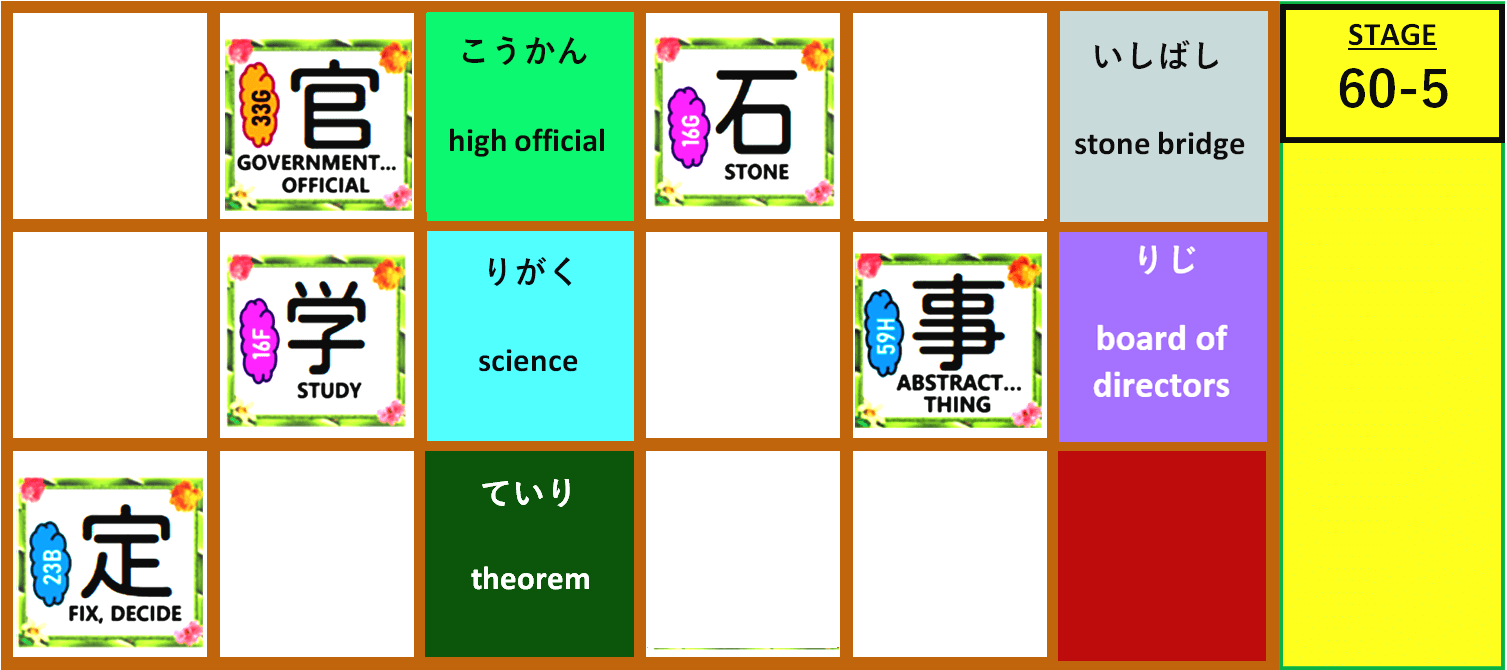 33G
官
GOVERNMENT...
OFFICIAL
こうかん
high official
16G
石
STONE
いしばし
stone bridge
STAGE
60-5
16F
学
STUDY
りがく
science
59H
事
ABSTRACT...
THING
りじ
board of
directors
23B
定
FIX, DECIDE
ていり
theorem